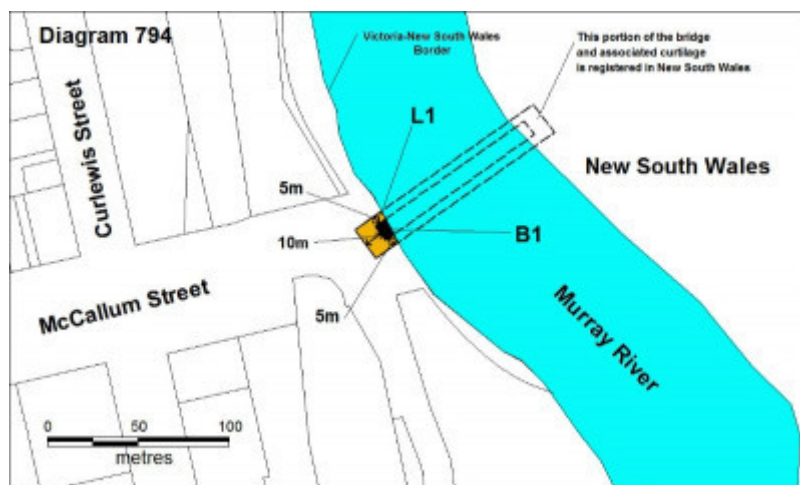 Diagram 794
Victoria-New South Wales
Border
This portion of the bridge
and associated curtilage
is registered in New South Wales
Curlewis Street
L1
New South Wales
5m
10m
B1
McCallum Street
5m
Murray River
0 50 100
metres